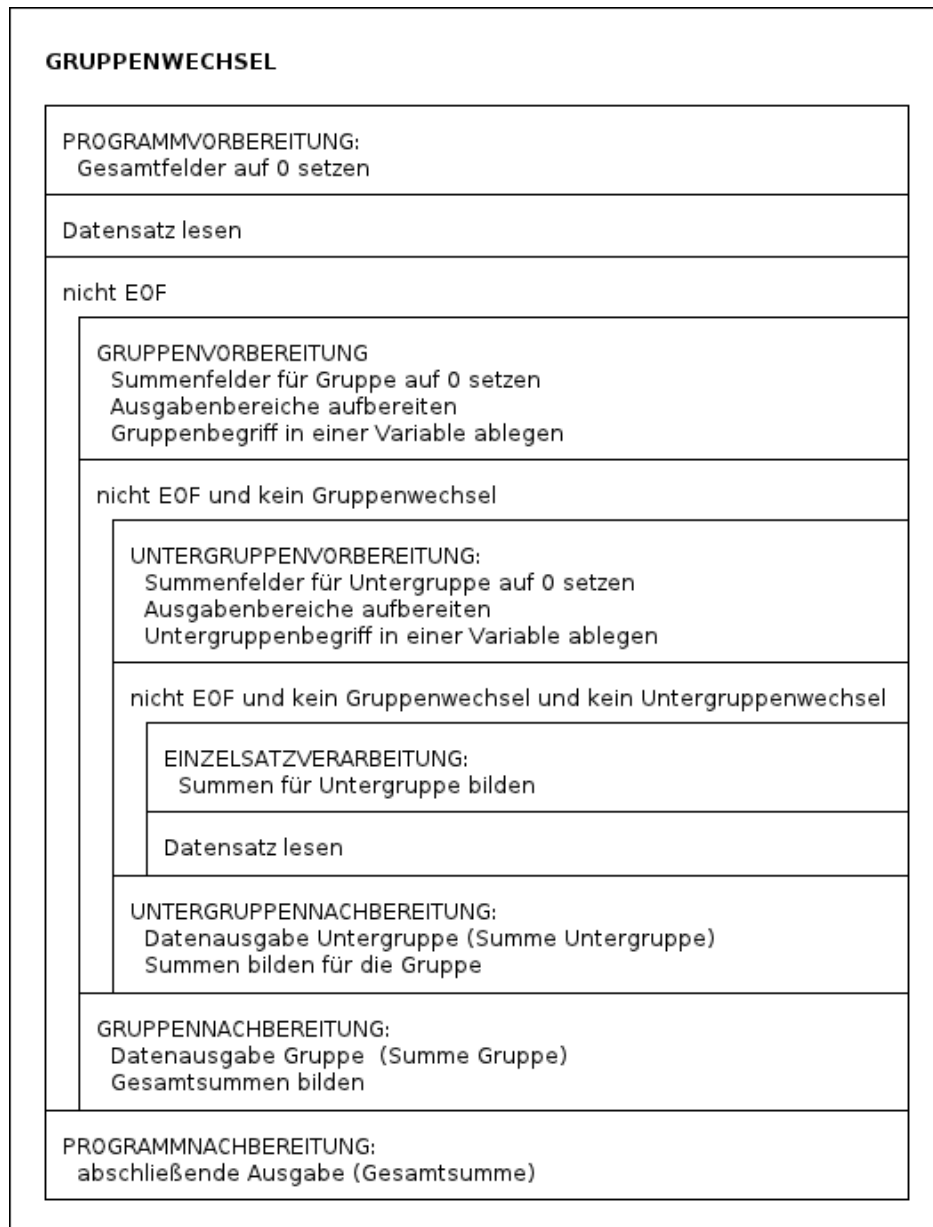 GRUPPENWECHSEL
PROGRAMMVORBEREITUNG:
Gesamtfelder auf 0 setzen
Datensatz lesen
nicht EOF
GRUPPENVORBEREITUNG
Summenfelder für Gruppe auf 0 setzen
Ausgabenbereiche aufbereiten
Gruppenbegriff in einer Variable ablegen
nicht EOF und kein Gruppenwechsel
UNTERGRUPPENVORBEREITUNG:
Summenfelder für Untergruppe auf 0 setzen
Ausgabenbereiche aufbereiten
Untergruppenbegriff in einer Variable ablegen
nicht EOF und kein Gruppenwechsel und kein Untergruppenwechsel
EINZELSATZVERARBEITUNG:
Summen für Untergruppe bilden
Datensatz lesen
UNTERGRUPPENNACHBEREITUNG:
Datenausgabe Untergruppe (Summe Untergruppe)
Summen bilden für die Gruppe
GRUPPENNACHBEREITUNG:
Datenausgabe Gruppe (Summe Gruppe)
Gesamtsummen bilden
PROGRAMMNACHBEREITUNG:
abschließende Ausgabe (Gesamtsumme)